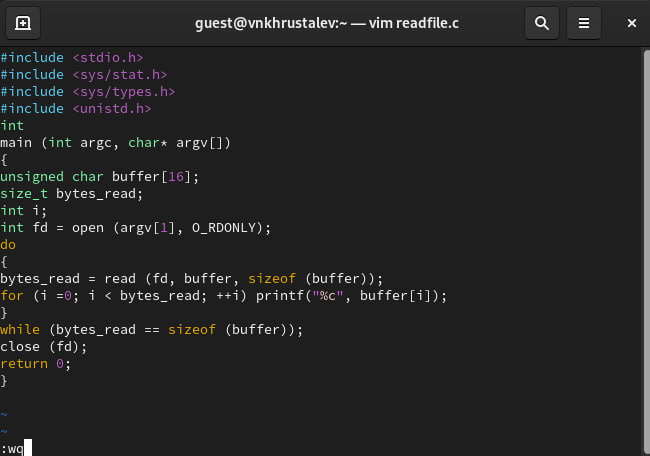 guest@vnkhrustalev:~ — vim readfile.c
#include <stdio.h>
#include <sys/stat.h>
#include <sys/types.h>
#include <unistd.h>
int
main (int argc, char* argv[])
{
unsigned char buffer[16];
size_t bytes_read;
int i;
int fd = open (argv[1], O_RDONLY);
do
{
bytes_read = read (fd, buffer, sizeof (buffer));
for (i =0; i < bytes_read; ++i) printf("%c", buffer[i]);
}
while (bytes_read == sizeof (buffer));
close (fd);
return 0;
}
~
~
:wq